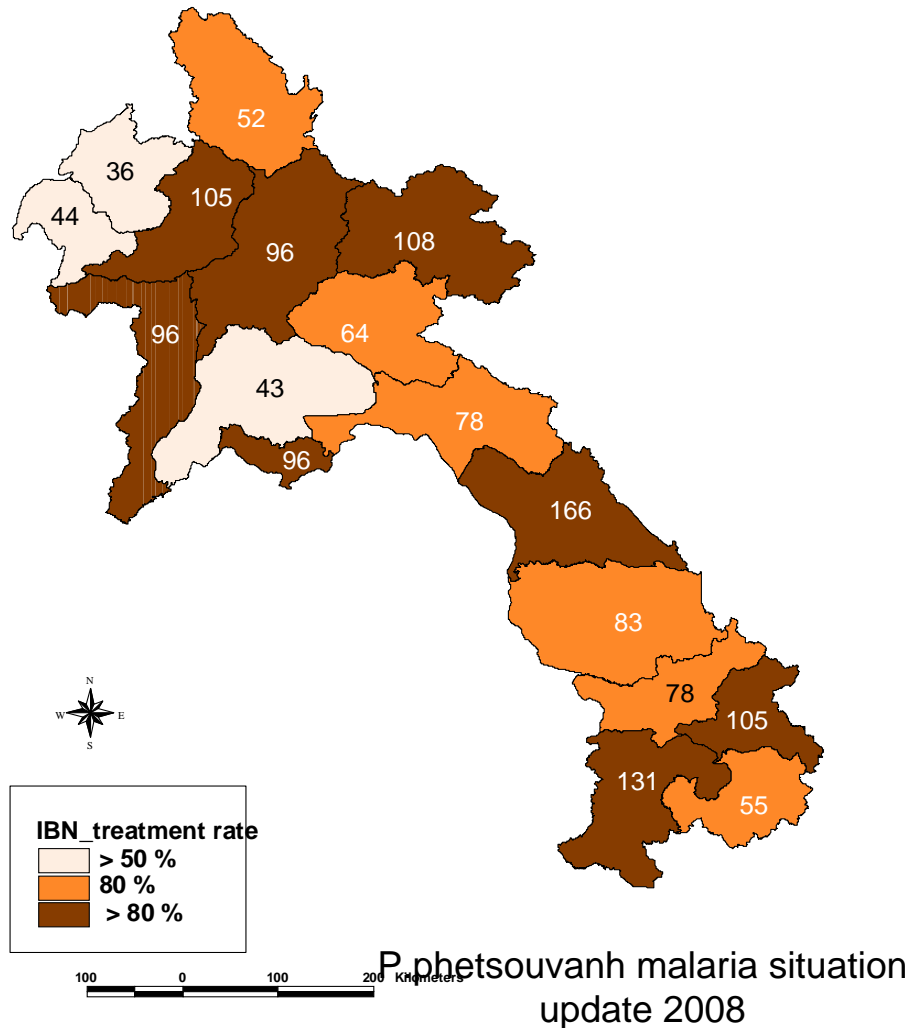 52
36
105
44
96
108
96
64
43
78
96
166
83
78
105
131
55
N
W E
S
IBN_treatment rate
> 50 %
80 %
> 80 %
100 0 100 200 Kilometers
P phetsouvanh malaria situation
update 2008